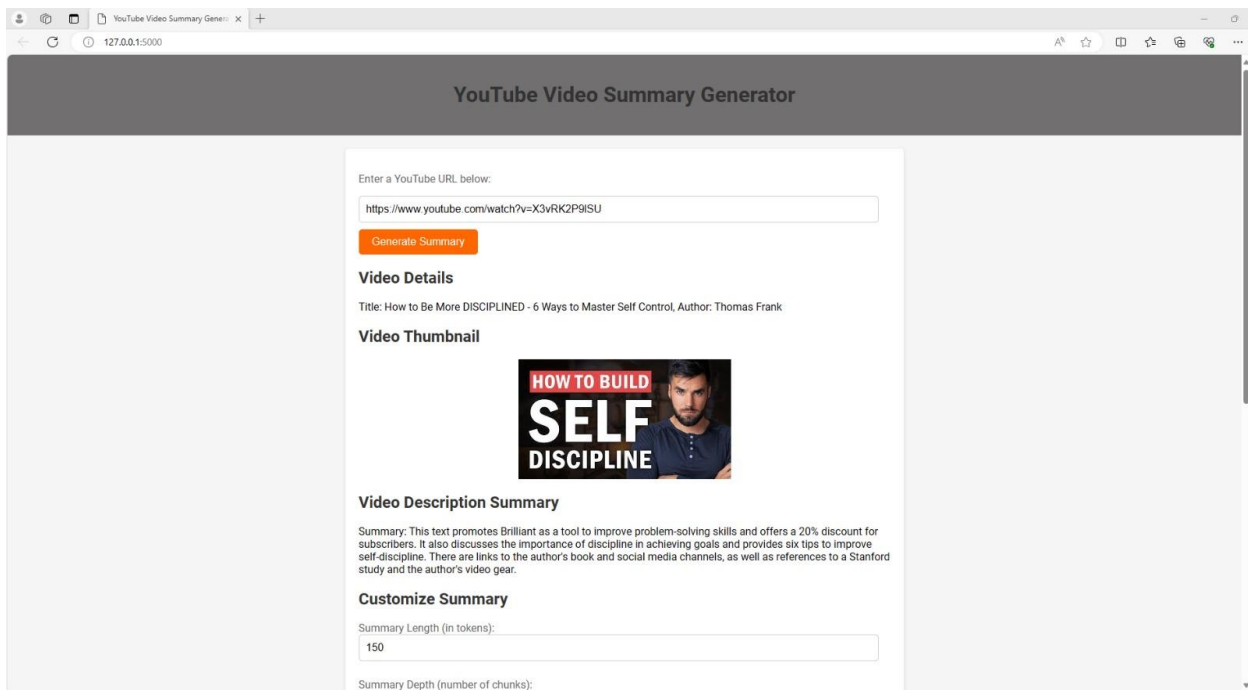 YouTube Video Summary Gener
127.0.0.1:5000
YouTube Video Summary Generator
Enter a YouTube URL below:
https://www.youtube.com/watch?v=X3vRK2P9lSU
Generate Summary
Video Details
Title: How to Be More DISCIPLINED - 6 Ways to Master Self Control, Author: Thomas Frank
Video Thumbnail
HOW TO BUILD
SELF
DISCIPLINE
Video Description Summary
Summary: This text promotes Brilliant as a tool to improve problem-solving skills and offers a 20% discount for
subscribers. It also discusses the importance of discipline in achieving goals and provides six tips to improve
self-discipline. There are links to the author's book and social media channels, as well as references to a Stanford
study and the author's video gear.
Customize Summary
Summary Length (in tokens):
150
Summary Depth (number of chunks):